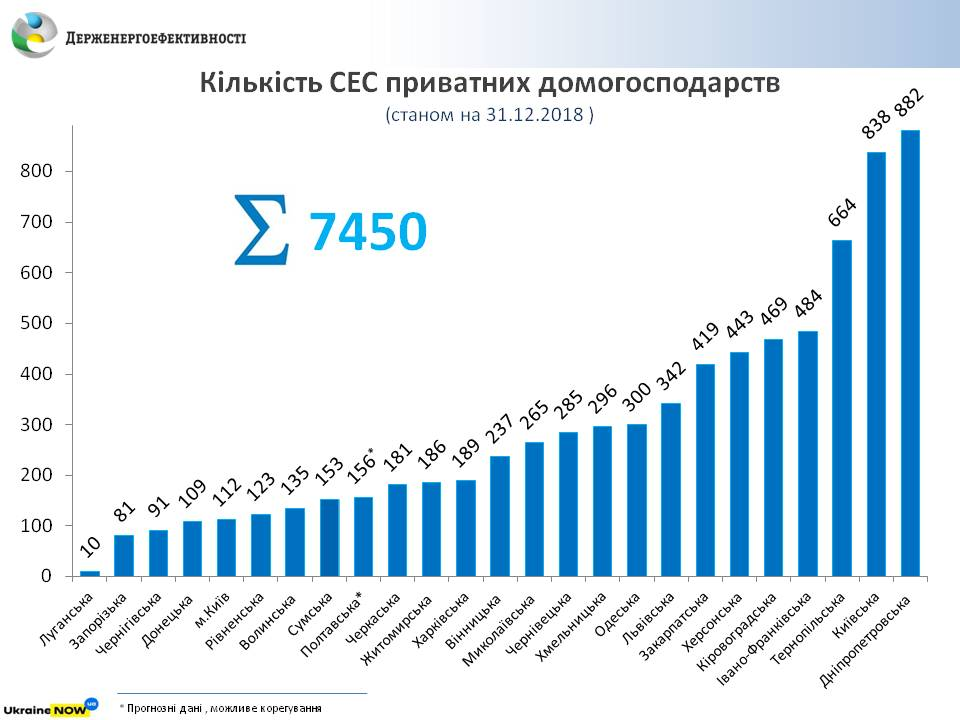 ДЕРЖЕНЕРГОЕФЕКТИВНОСТІ
Кількість СЕС приватних домогосподарств
(станом на 31.12.2018 )
Σ 7450
800
700
600
500
400
300
200
100
0
10
81
91
109
112
123
135
153
156*
181
186
189
237
265
285
296
300
342
419
443
469
484
664
838
882
Луганська
Запорізька
Чернігівська
Донецька
м.Київ
Рівненська
Волинська
Сумська
Полтавська*
Черкаська
Житомирська
Харківська
Вінницька
Миколаївська
Чернівецька
Хмельницька
Одеська
Львівська
Закарпатська
Херсонська
Кіровоградська
Івано-Франківська
Тернопільська
Київська
Дніпропетровська
* Прогнозні дані , можливе корегування
Ukraine NOW ua